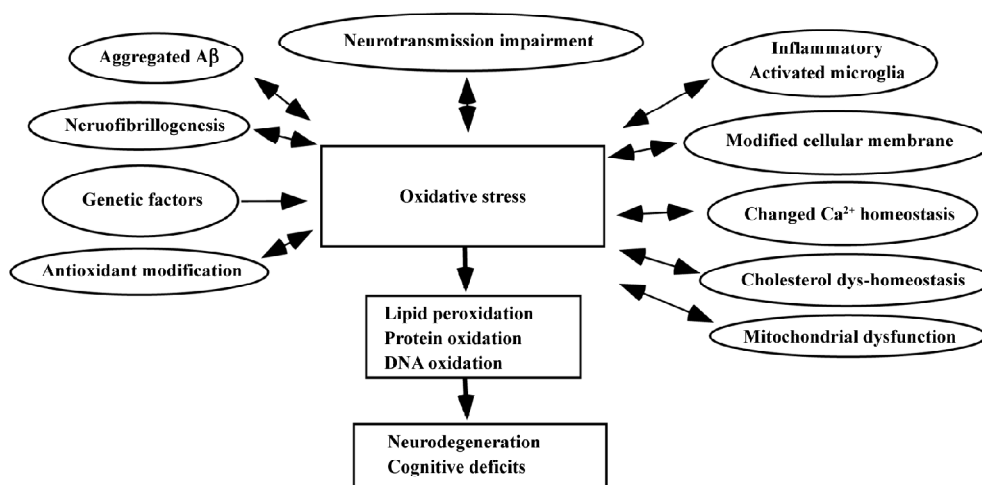 Neurotransmission impairment
Aggregated Aβ
Inflammatory
Activated microglia
Neruofibrillogenesis
Modified cellular membrane
Oxidative stress
Genetic factors
Changed Ca²⁺ homeostasis
Antioxidant modification
Cholesterol dys-homeostasis
Mitochondrial dysfunction
Lipid peroxidation
Protein oxidation
DNA oxidation
Neurodegeneration
Cognitive deficits